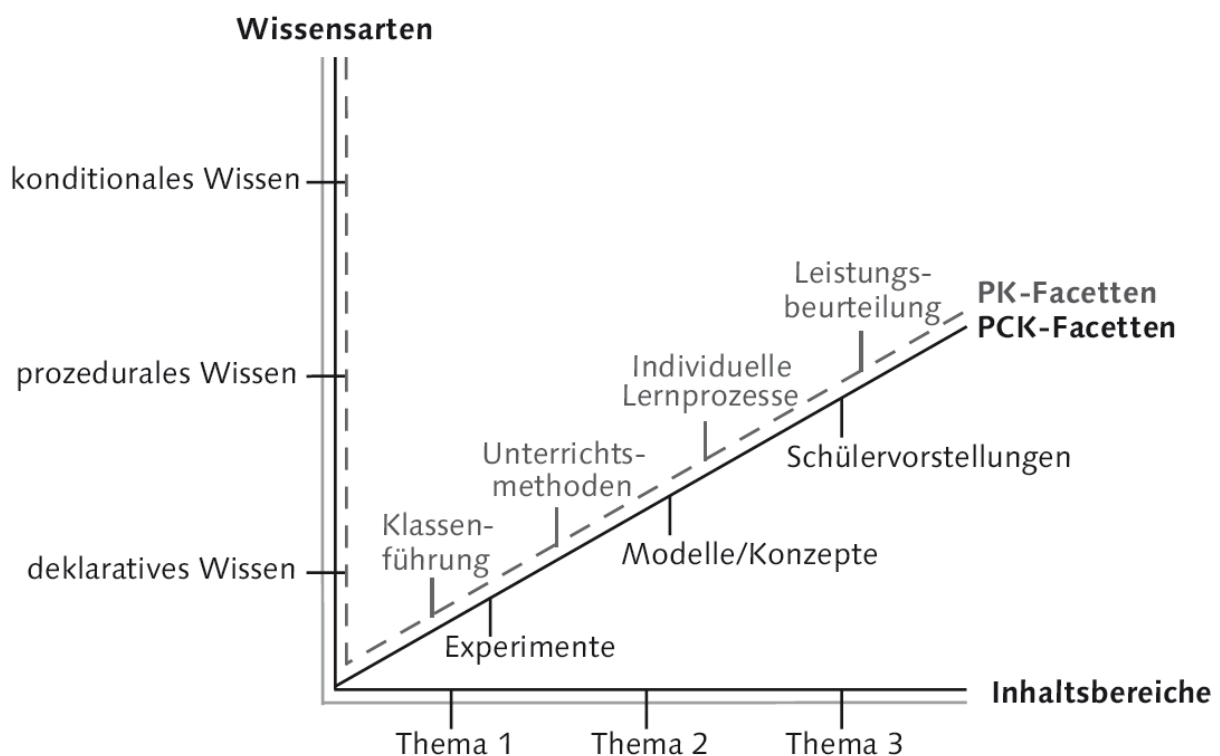 Wissensarten
konditionales Wissen
prozedurales Wissen
deklaratives Wissen
Leistungs-
beurteilung
PK-Facetten
PCK-Facetten
Individuelle
Lernprozesse
Schülervorstellungen
Unterrichts-
methoden
Modelle/Konzepte
Klassen-
führung
Experimente
Inhaltsbereiche
Thema 1
Thema 2
Thema 3